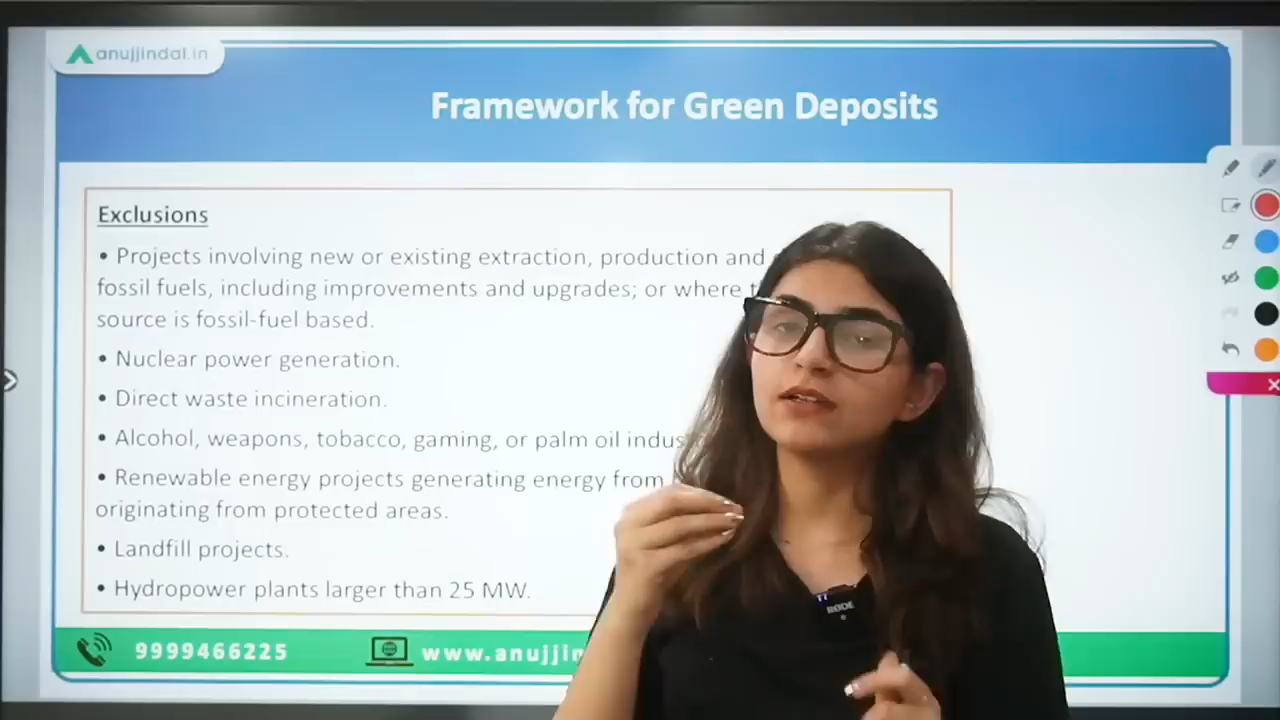 anujjindal.in
Framework for Green Deposits
Exclusions
• Projects involving new or existing extraction, production and
fossil fuels, including improvements and upgrades; or where
source is fossil-fuel based.
• Nuclear power generation.
• Direct waste incineration.
• Alcohol, weapons, tobacco, gaming, or palm oil
• Renewable energy projects generating energy from
originating from protected areas.
• Landfill projects.
• Hydropower plants larger than 25 MW.
9999466225
RØDE